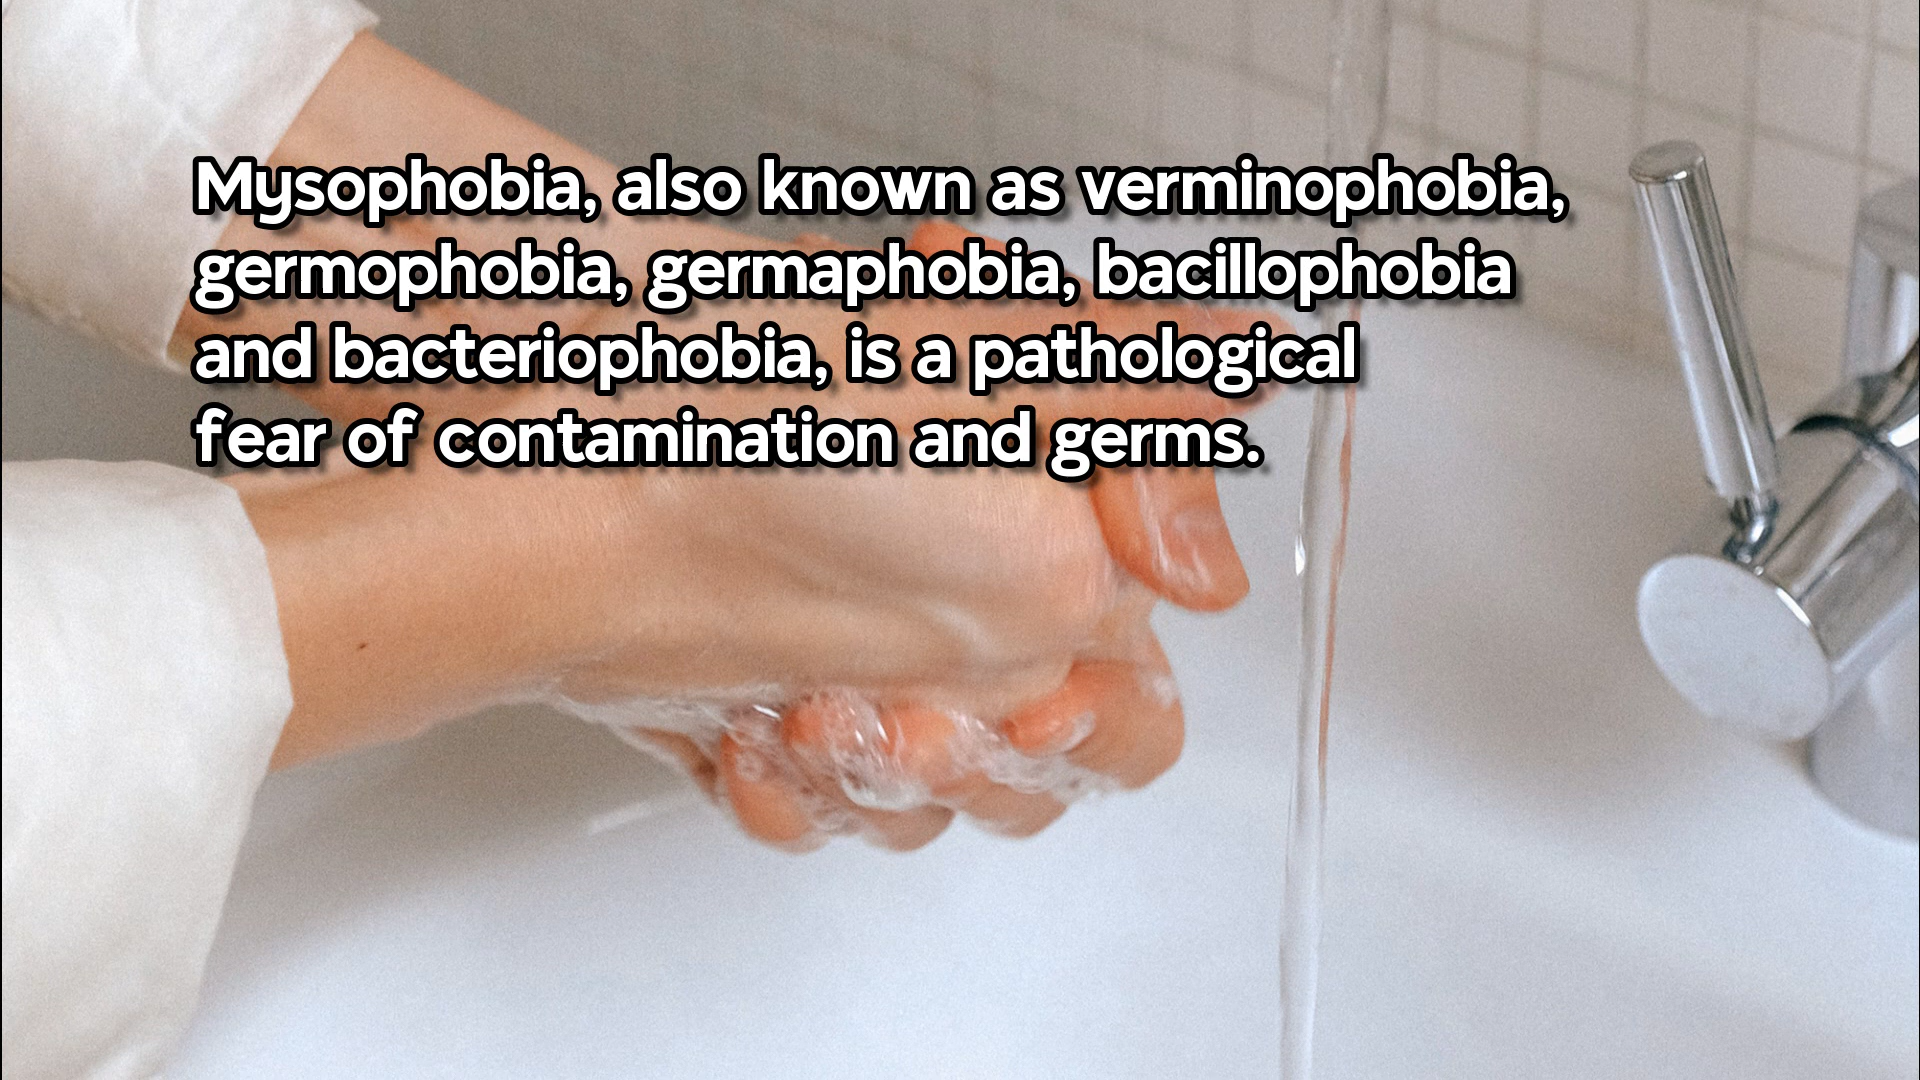 Mysophobia, also known as verminophobia,
germophobia, germaphobia, bacillophobia
and bacteriophobia, is a pathological
fear of contamination and germs.